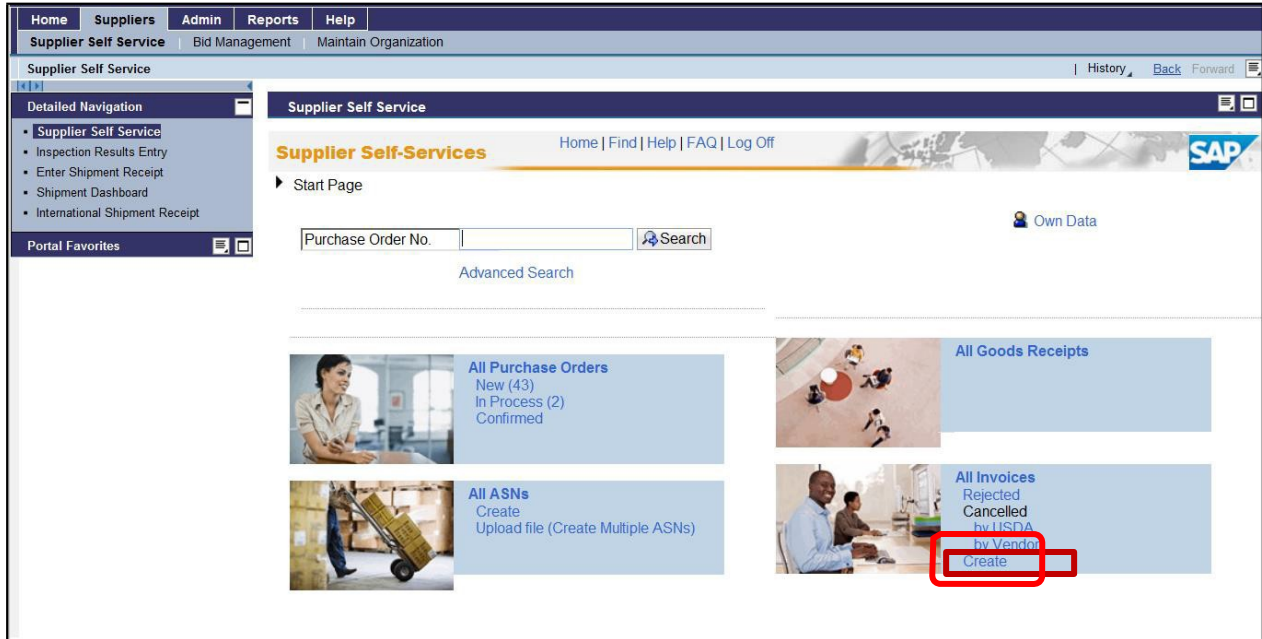 Home Suppliers Admin Reports Help
Supplier Self Service | Bid Management | Maintain Organization
Supplier Self Service | History Back Forward
Detailed Navigation
Supplier Self Service
Inspection Results Entry
Enter Shipment Receipt
Shipment Dashboard
International Shipment Receipt
Portal Favorites
Supplier Self Service
Supplier Self-Services
Home | Find | Help | FAQ | Log Off
SAP
Start Page
Purchase Order No. Search
Advanced Search
Own Data
All Purchase Orders
New (43)
In Process (2)
Confirmed
All Goods Receipts
All ASNs
Create
Upload file (Create Multiple ASNs)
All Invoices
Rejected
Cancelled
by USDA
by Vendor
Create